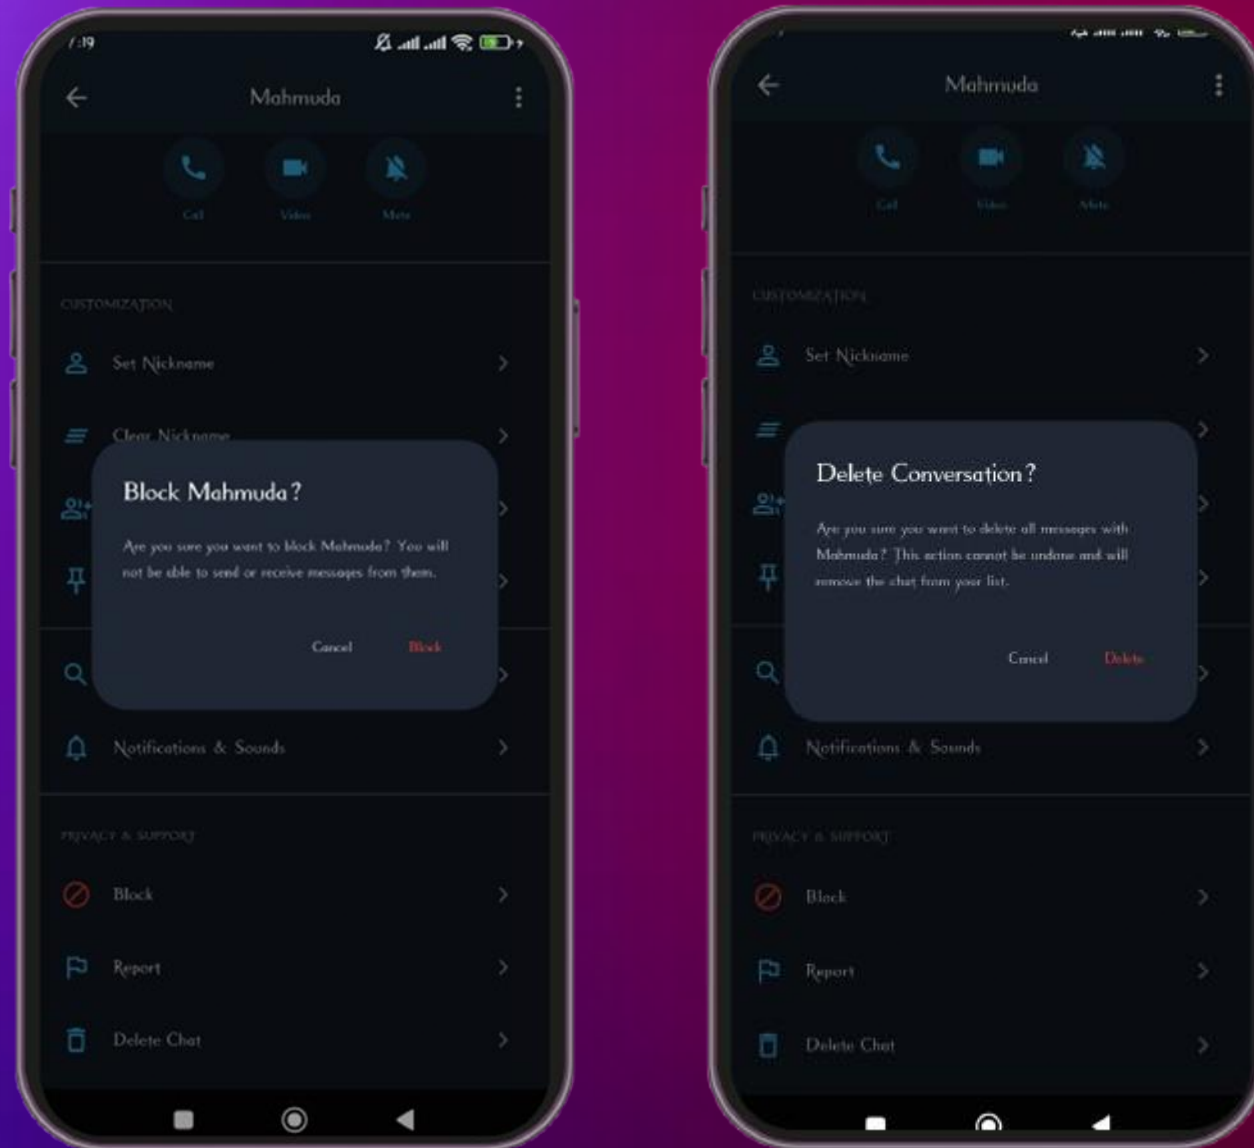 7:19
Mahmuda
Call Video Mute
CUSTOMIZATION
Set Nickname
Clear Nickname
Block Mahmuda?
Are you sure you want to block Mahmuda? You will
not be able to send or receive messages from them.
Cancel Block
Notifications & Sounds
PRIVACY & SUPPORT
Block
Report
Delete Chat
Mahmuda
Call Video Mute
CUSTOMIZATION
Set Nickname
Delete Conversation?
Are you sure you want to delete all messages with
Mahmuda? This action cannot be undone and will
remove the chat from your list.
Cancel Delete
Notifications & Sounds
PRIVACY & SUPPORT
Block
Report
Delete Chat